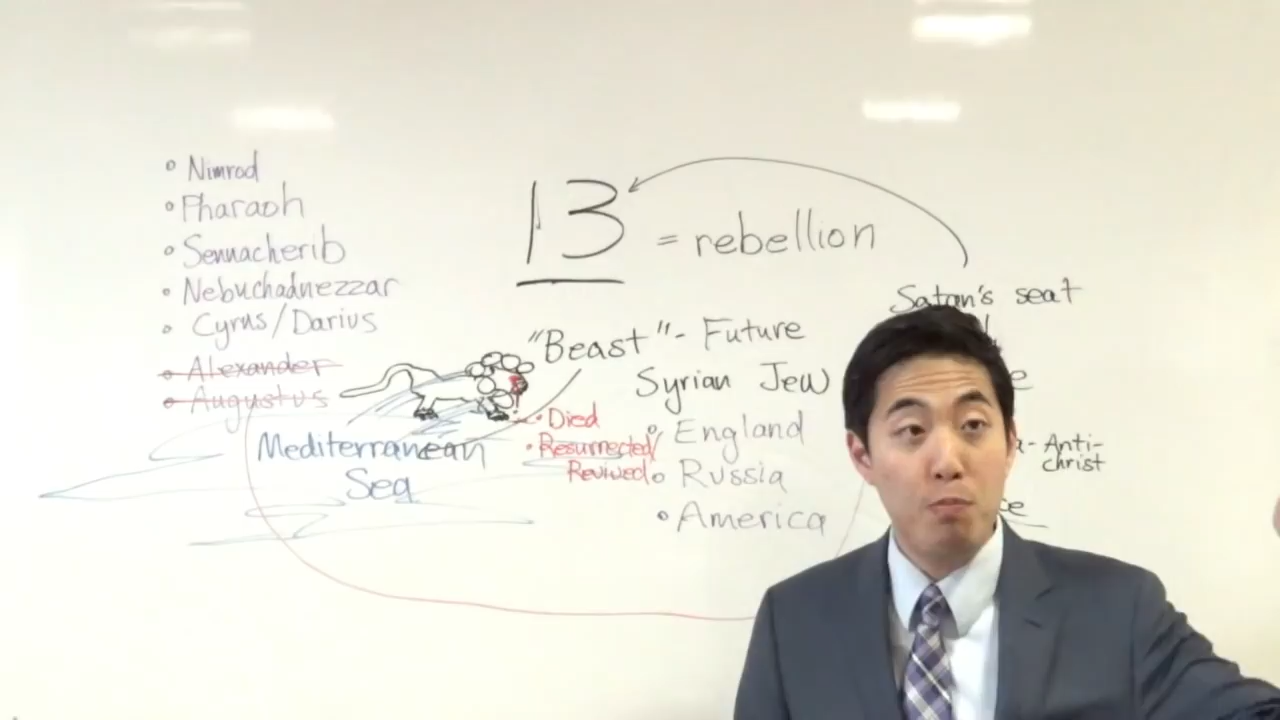 Nimrod
Pharaoh
Sennacherib
Nebuchadnezzar
Cyrus/Darius
Alexander
Augustus
Mediterranean
Sea
13 = rebellion
"Beast" - Future
Syrian Jew
England
Russia
America
Died
Resurrected/
Revived
Satan's seat
- Anti-
christ